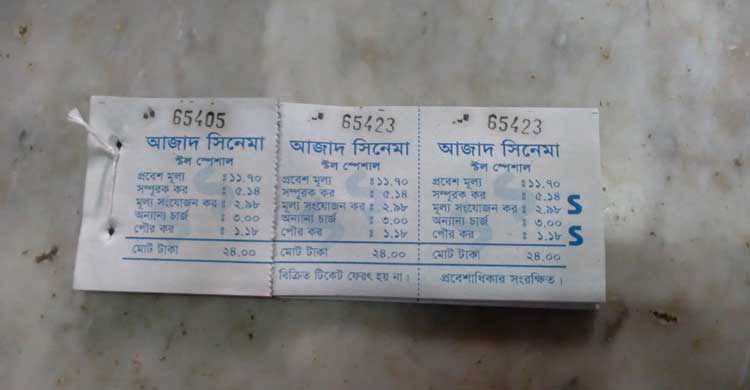 65405
আজাদ সিনেমা
স্টল স্পেশাল
প্রবেশ মূল্য : ১১.৭০
সম্পূরক কর : ৫.১৪
মূল্য সংযোজন কর : ২.৯৮
অন্যান্য চার্জ : ৩.০০
পৌর কর : ১.১৮
মোট টাকা ২৪.০০
65423
আজাদ সিনেমা
স্টল স্পেশাল
প্রবেশ মূল্য : ১১.৭০
সম্পূরক কর : ৫.১৪
মূল্য সংযোজন কর : ২.৯৮
অন্যান্য চার্জ : ৩.০০
পৌর কর : ১.১৮
মোট টাকা ২৪.০০
বিক্রিত টিকেট ফেরৎ হয় না।
65423
আজাদ সিনেমা
স্টল স্পেশাল
প্রবেশ মূল্য : ১১.৭০
সম্পূরক কর : ৫.১৪
মূল্য সংযোজন কর : ২.৯৮ S
অন্যান্য চার্জ : ৩.০০
পৌর কর : ১.১৮ S
মোট টাকা ২৪.০০
প্রবেশাধিকার সংরক্ষিত।